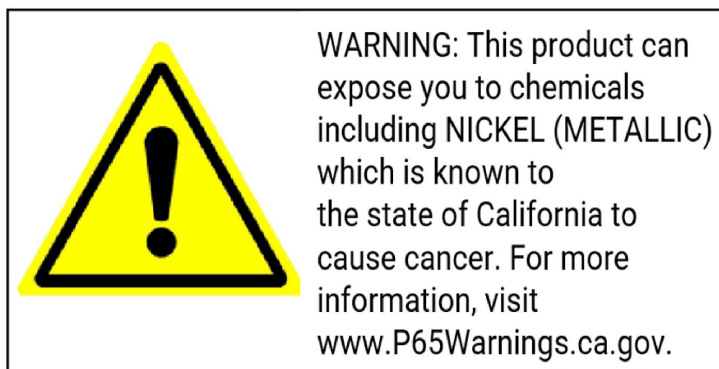 WARNING: This product can
expose you to chemicals
including NICKEL (METALLIC)
which is known to
the state of California to
cause cancer. For more
information, visit
www.P65Warnings.ca.gov.